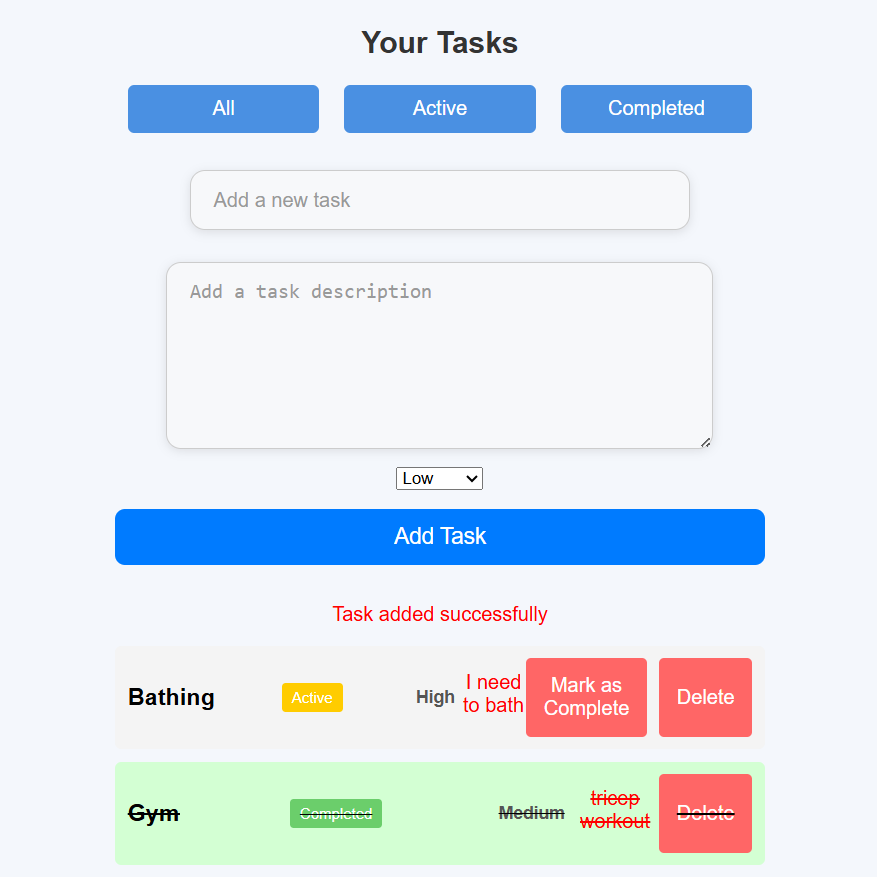 Your Tasks
All Active Completed
Add a new task
Add a task description
Low
Add Task
Task added successfully
Bathing Active High I need to bath Mark as Complete Delete
Gym Completed Medium tricep workout Delete